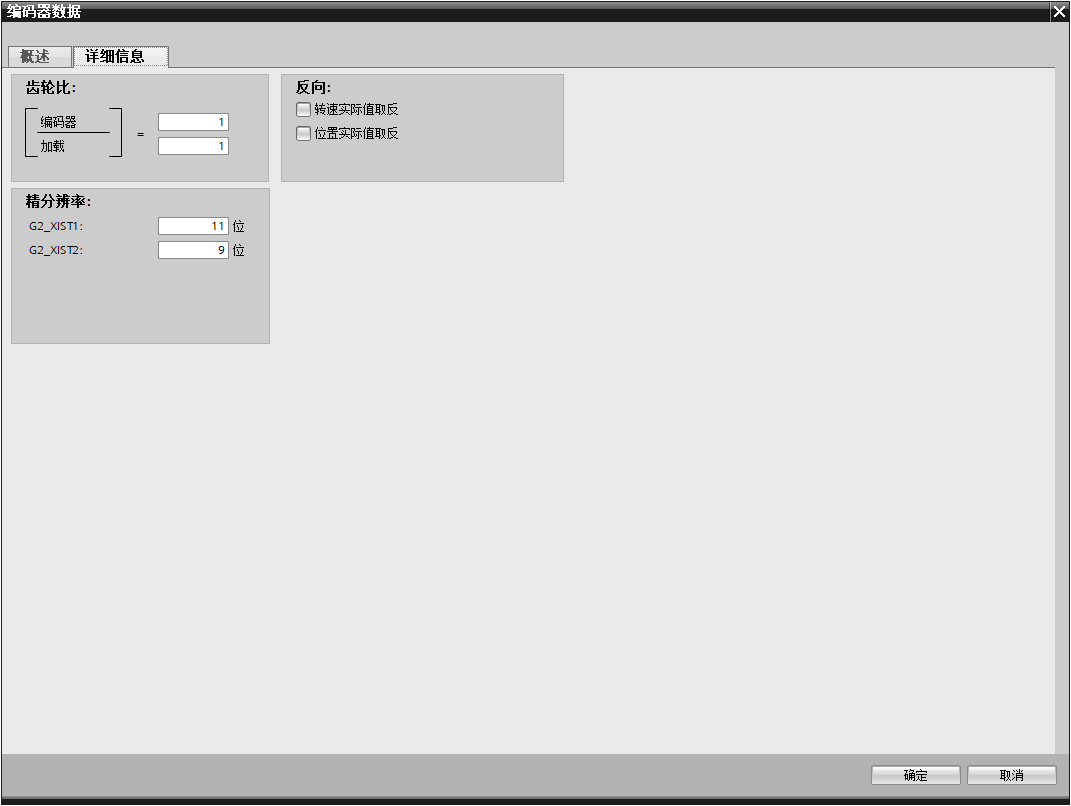 编码器数据
概述 详细信息
齿轮比:
编码器
加载
=
1
1
反向:
转速实际值取反
位置实际值取反
精分辨率:
G2_XIST1: 11 位
G2_XIST2: 9 位
确定 取消